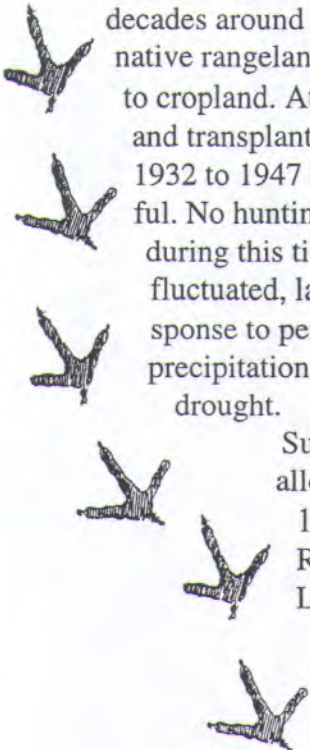 decades around
native rangelan
to cropland. At
and transplant
1932 to 1947
ful. No huntin
during this ti
fluctuated, la
sponse to pe
precipitation
drought.
Su
allo
1
R
L